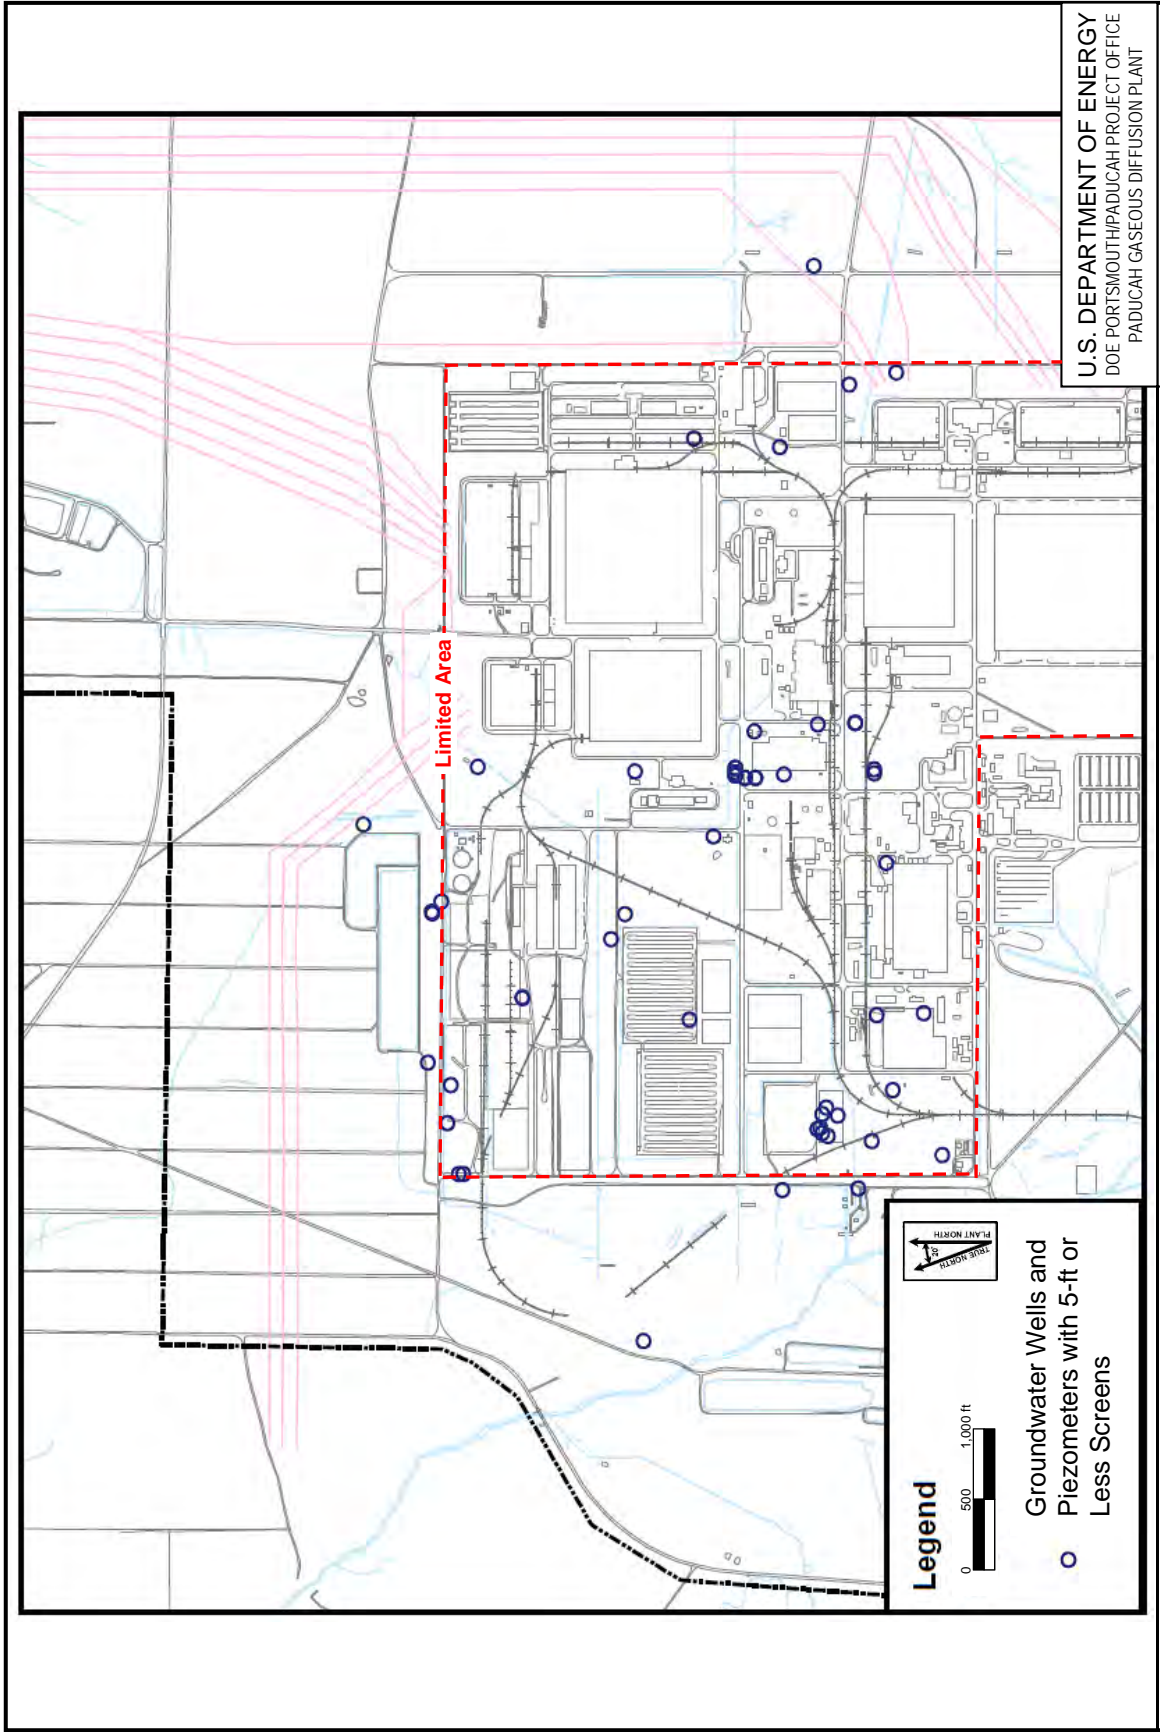 U.S. DEPARTMENT OF ENERGY
DOE PORTSMOUTH/PADUCAH PROJECT OFFICE
PADUCAH GASEOUS DIFFUSION PLANT
Limited Area
Legend
0 500 1,000 ft
Groundwater Wells and
Piezometers with 5-ft or
Less Screens
PLANT NORTH
TRUE NORTH
20°